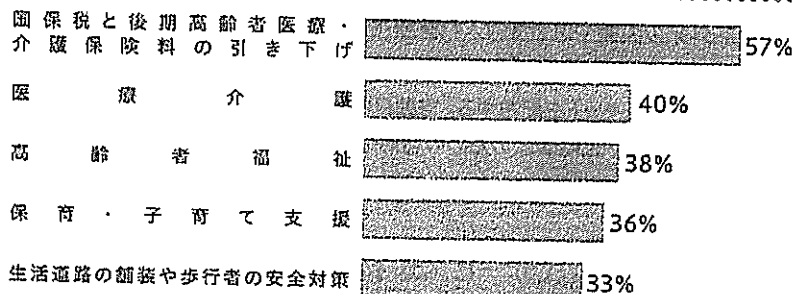 国保税と後期高齢者医療・
介護保険料の引き下げ
57%
医療介護
40%
高齢者福祉
38%
保育・子育て支援
36%
生活道路の舗装や歩行者の安全対策
33%